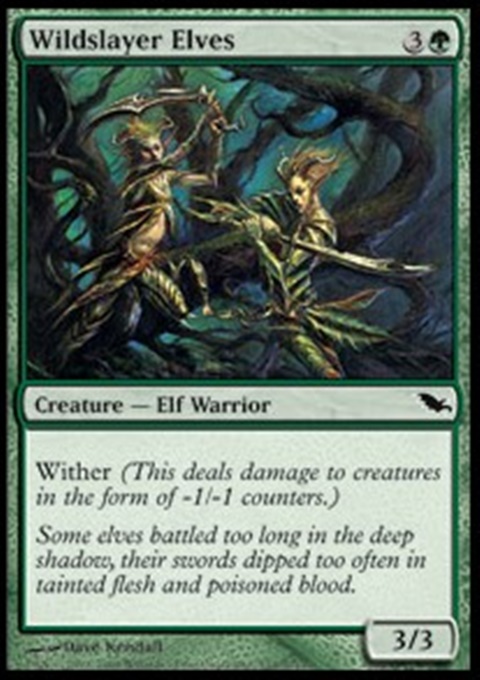 Wildslayer Elves 3
Creature — Elf Warrior
Wither (This deals damage to creatures
in the form of -1/-1 counters.)
Some elves battled too long in the deep
shadow, their swords dipped too often in
tainted flesh and poisoned blood.
Dave Kendall
3/3